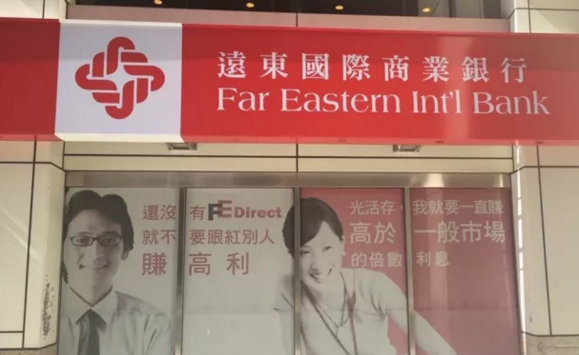 遠東國際商業銀行
Far Eastern Int'l Bank
還沒有FE Direct
就不要眼紅別人
賺高利
光活存，我就要一直賺
高於一般市場
的倍數利息